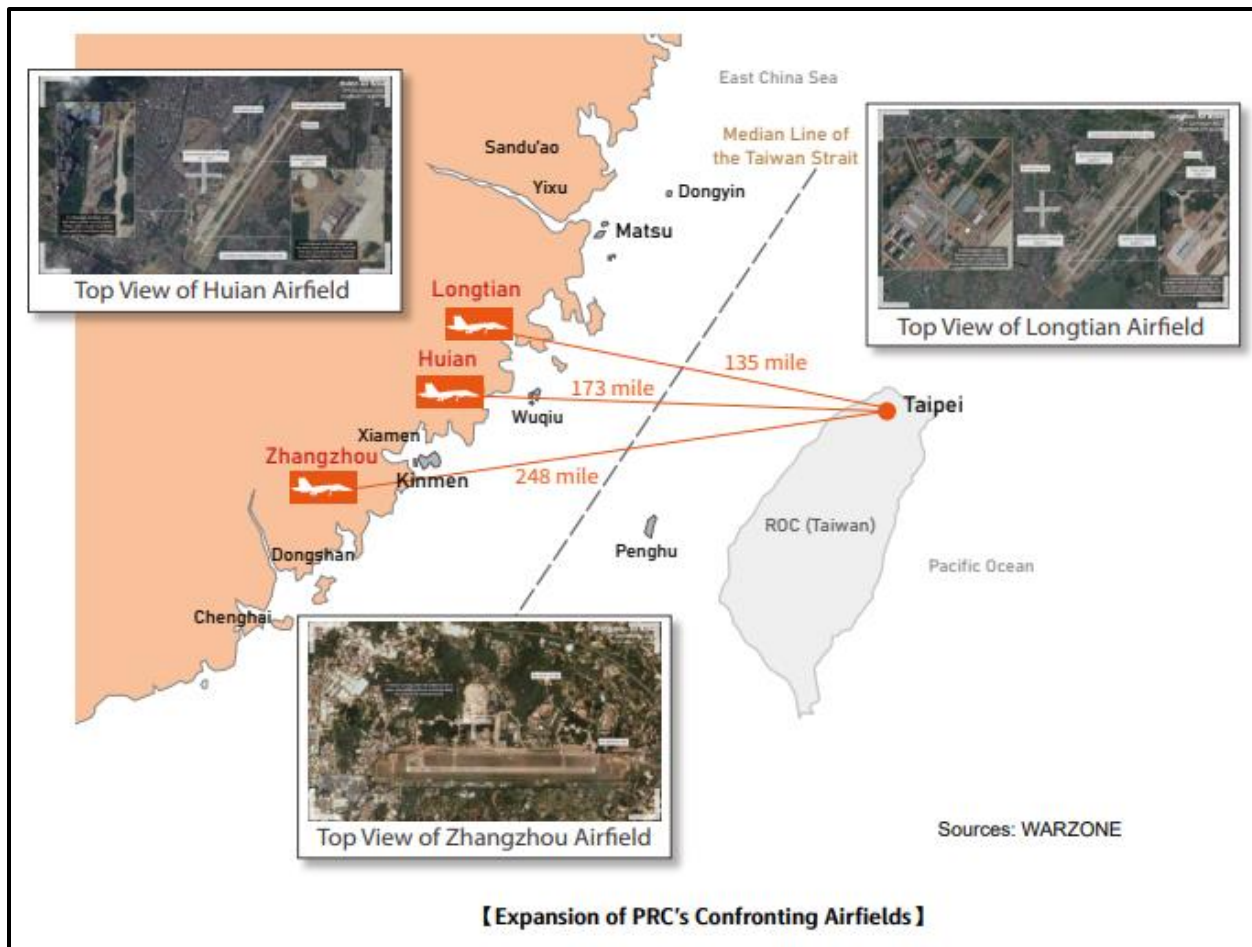 East China Sea
Median Line of
the Taiwan Strait
Sandu'ao
Yixu
Dongyin
Matsu
Top View of Huian Airfield
Longtian
Top View of Longtian Airfield
Huian
135 mile
173 mile
Wuqiu
Taipei
Xiamen
Zhangzhou
Kinmen
248 mile
ROC (Taiwan)
Penghu
Dongshan
Pacific Ocean
Chenghai
Top View of Zhangzhou Airfield
Sources: WARZONE
【Expansion of PRC's Confronting Airfields】